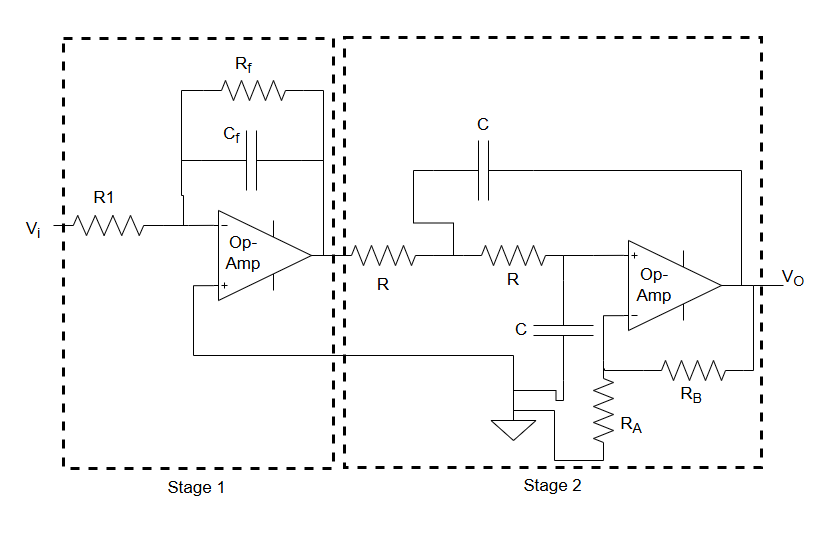 Rf
Cf
C
R1
Vi
-
Op-
Amp
+
R
R
+
Op-
Amp
-
VO
C
RB
RA
Stage 1
Stage 2